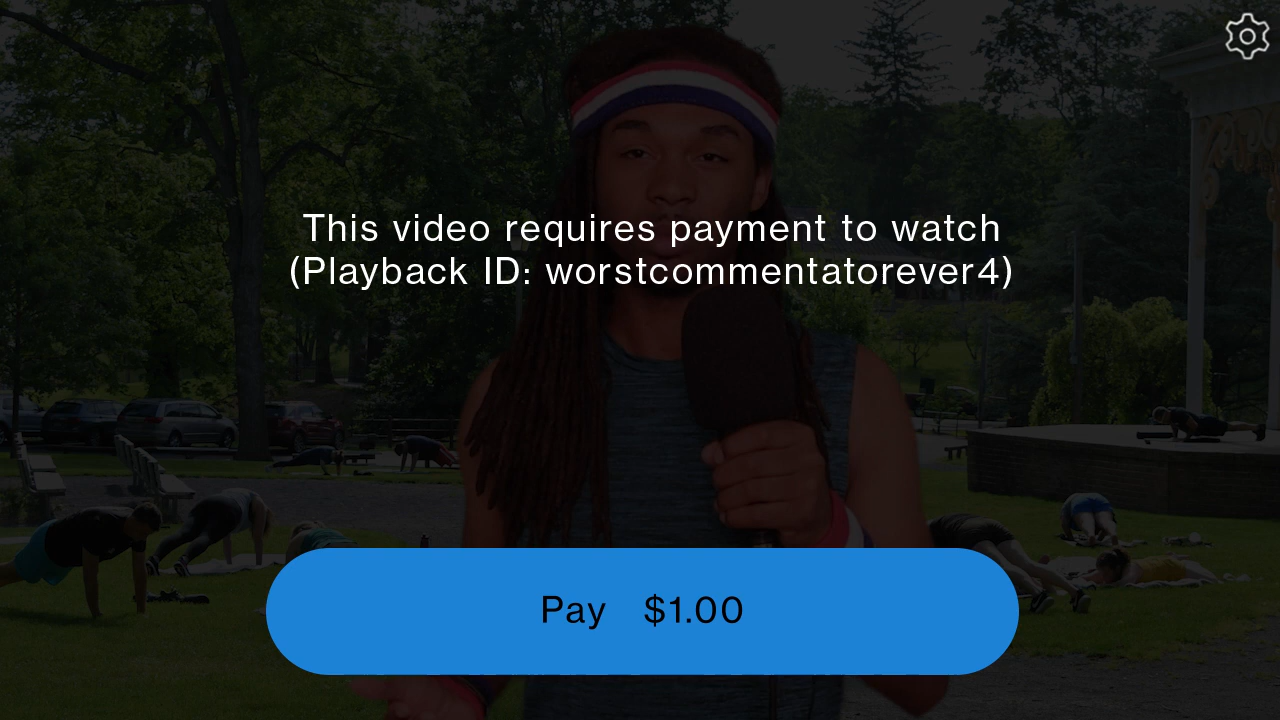 This video requires payment to watch
(Playback ID: worstcommentatorever4)
Pay $1.00